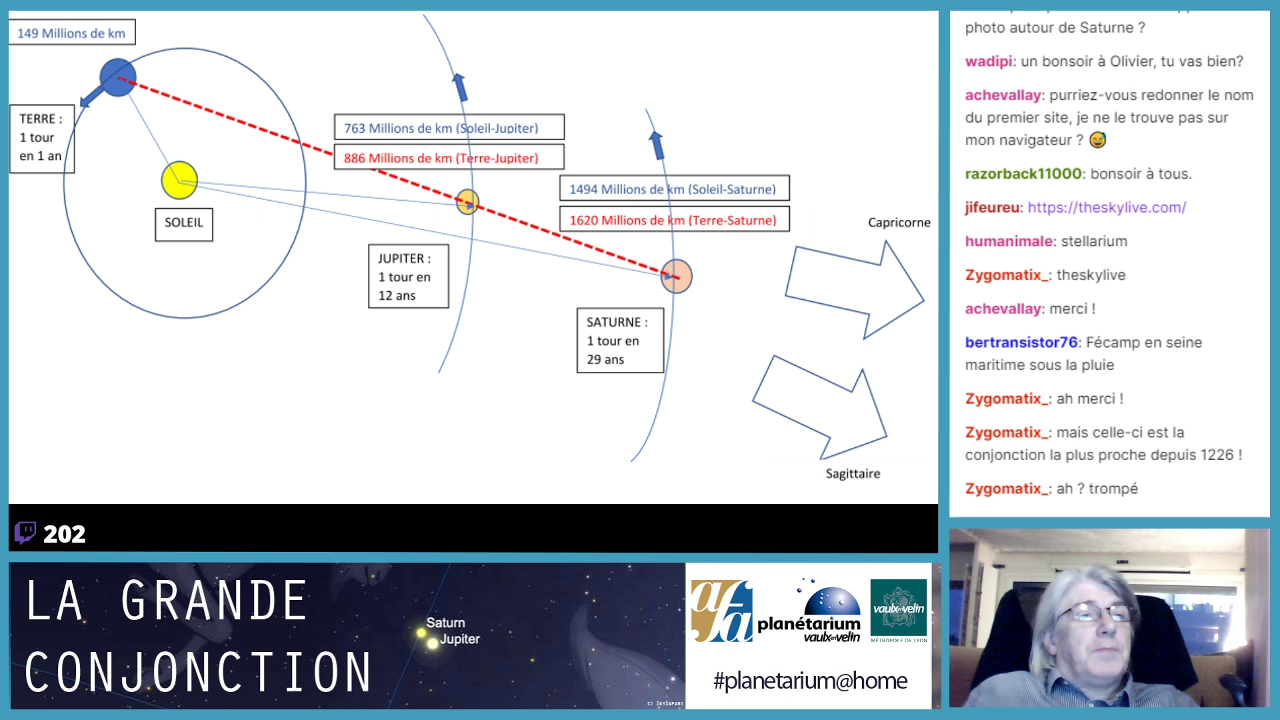 149 Millions de km
TERRE :
1 tour
en 1 an
SOLEIL
763 Millions de km (Soleil-Jupiter)
886 Millions de km (Terre-Jupiter)
JUPITER :
1 tour en
12 ans
1494 Millions de km (Soleil-Saturne)
1620 Millions de km (Terre-Saturne)
SATURNE :
1 tour en
29 ans
Capricorne
Sagittaire
202
photo autour de Saturne ?
wadipi: un bonsoir à Olivier, tu vas bien?
achevallay: purriez-vous redonner le nom
du premier site, je ne le trouve pas sur
mon navigateur ? 😅
razorback11000: bonsoir à tous.
jifeureu: https://theskylive.com/
humanimale: stellarium
Zygomatix_: theskylive
achevallay: merci !
bertransistor76: Fécamp en seine
maritime sous la pluie
Zygomatix_: ah merci !
Zygomatix_: mais celle-ci est la
conjonction la plus proche depuis 1226 !
Zygomatix_: ah ? trompé
LA GRANDE
CONJONCTION
Saturn
Jupiter
afa
planétarium
vaulxenvelin
vaulxenvelin
MÉTROPOLE DE LYON
#planetarium@home